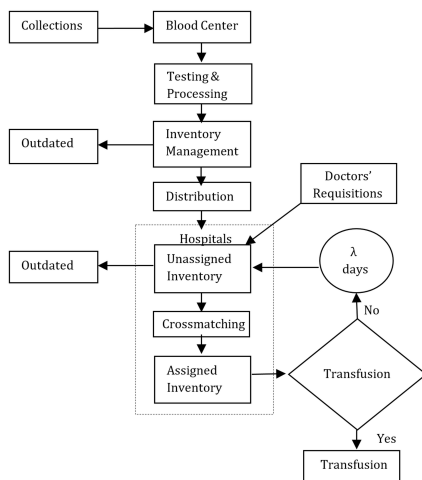 Collections
Blood Center
Testing &
Processing
Outdated
Inventory
Management
Doctors'
Requisitions
Distribution
Hospitals
Outdated
Unassigned
Inventory
λ
days
No
Crossmatching
Assigned
Inventory
Transfusion
Yes
Transfusion